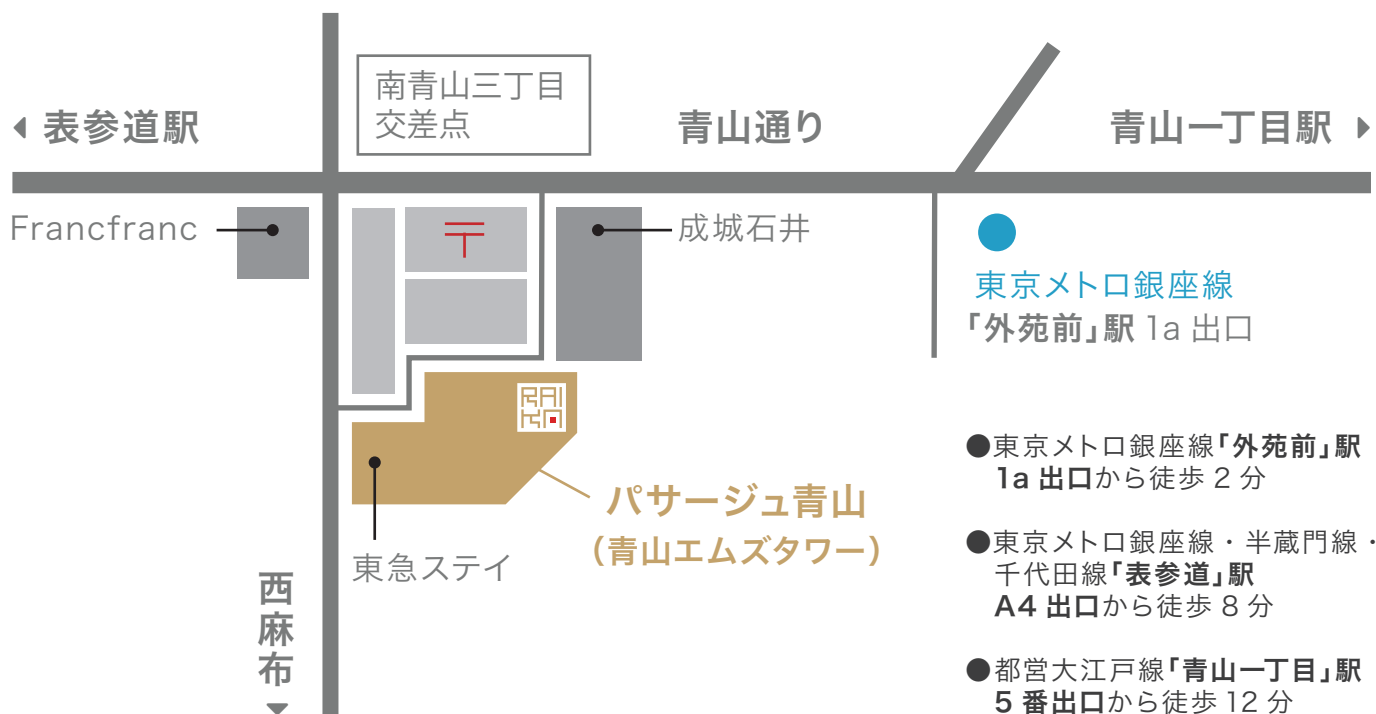 南青山三丁目
交差点
表参道駅
青山通り
青山一丁目駅
Francfranc
〒
成城石井
東京メトロ銀座線
「外苑前」駅 1a 出口
RAI
KA
パサージュ青山
(青山エムズタワー)
東急ステイ
西麻布
●東京メトロ銀座線「外苑前」駅
1a 出口から徒歩 2 分
●東京メトロ銀座線・半蔵門線・
千代田線「表参道」駅
A4 出口から徒歩 8 分
●都営大江戸線「青山一丁目」駅
5 番出口から徒歩 12 分